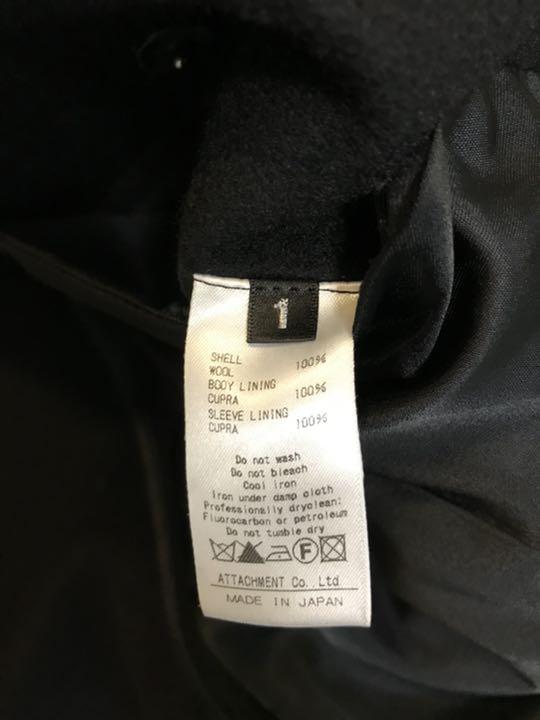 1
SHELL
WOOL 100%
BODY LINING
CUPRA 100%
SLEEVE LINING
CUPRA 100%
Do not wash
Do not bleach
Cool iron
Iron under damp cloth
Professionally dryclean:
Fluorocarbon or petroleum
Do not tumble dry
F
ATTACHMENT Co., Ltd
MADE IN JAPAN